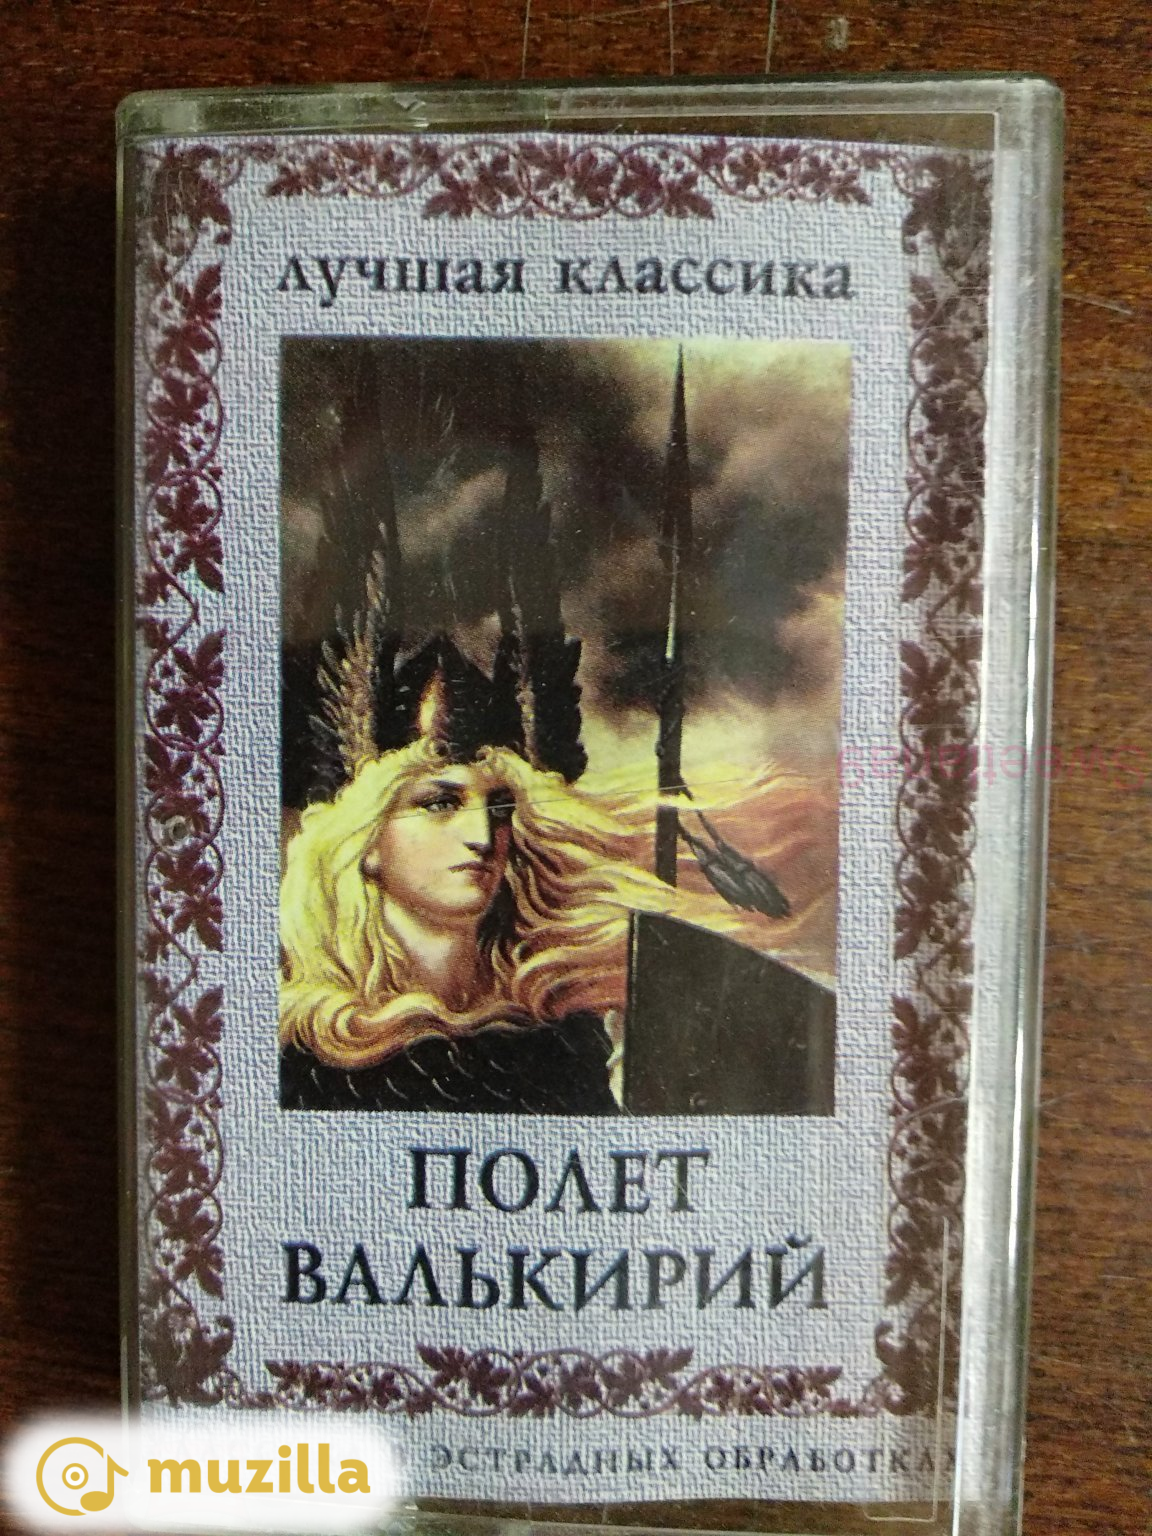 лучшая классика
ПОЛЕТ
ВАЛЬКИРИЙ
ЭСТРАДНЫХ ОБРАБОТКАХ
muzilla